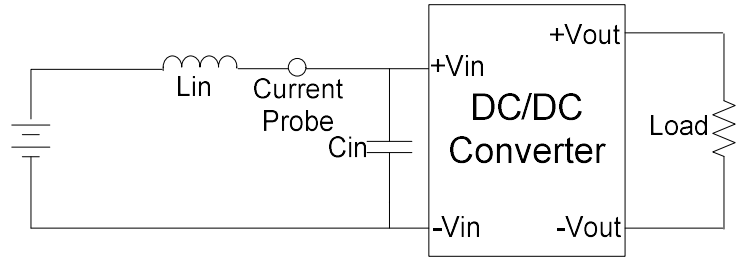 +Vout
+Vin
Lin
Current
Probe
DC/DC
Converter
Load
Cin
-Vin
-Vout